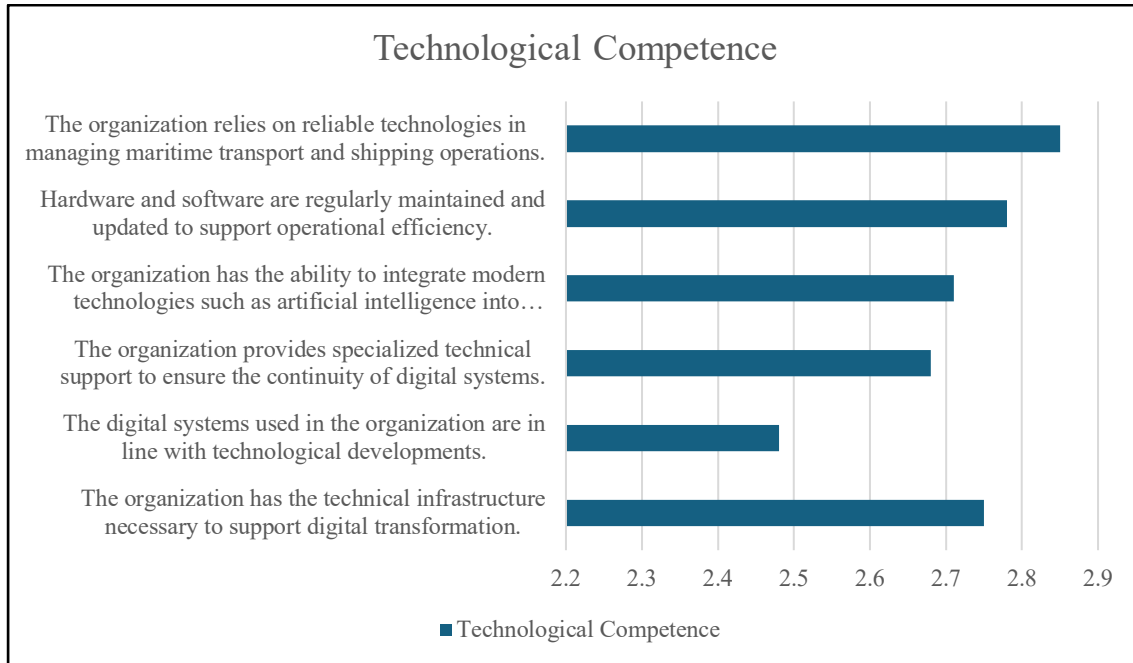 Technological Competence
The organization relies on reliable technologies in
managing maritime transport and shipping operations.
Hardware and software are regularly maintained and
updated to support operational efficiency.
The organization has the ability to integrate modern
technologies such as artificial intelligence into…
The organization provides specialized technical
support to ensure the continuity of digital systems.
The digital systems used in the organization are in
line with technological developments.
The organization has the technical infrastructure
necessary to support digital transformation.
2.2 2.3 2.4 2.5 2.6 2.7 2.8 2.9
Technological Competence